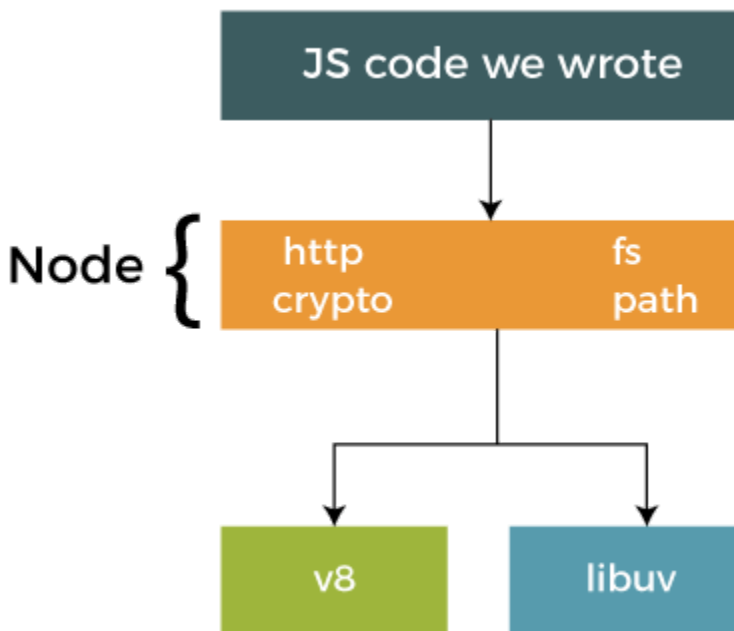 JS code we wrote
Node {
http fs
crypto path
v8 libuv